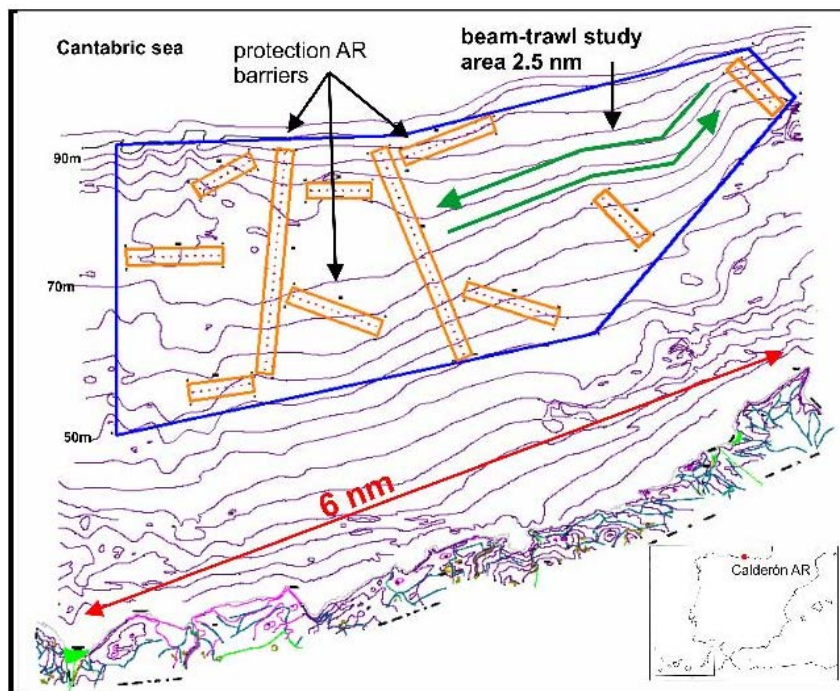 Cantabric sea
protection AR
barriers
beam-trawl study
area 2.5 nm
90m
70m
50m
6 nm
Calderón AR